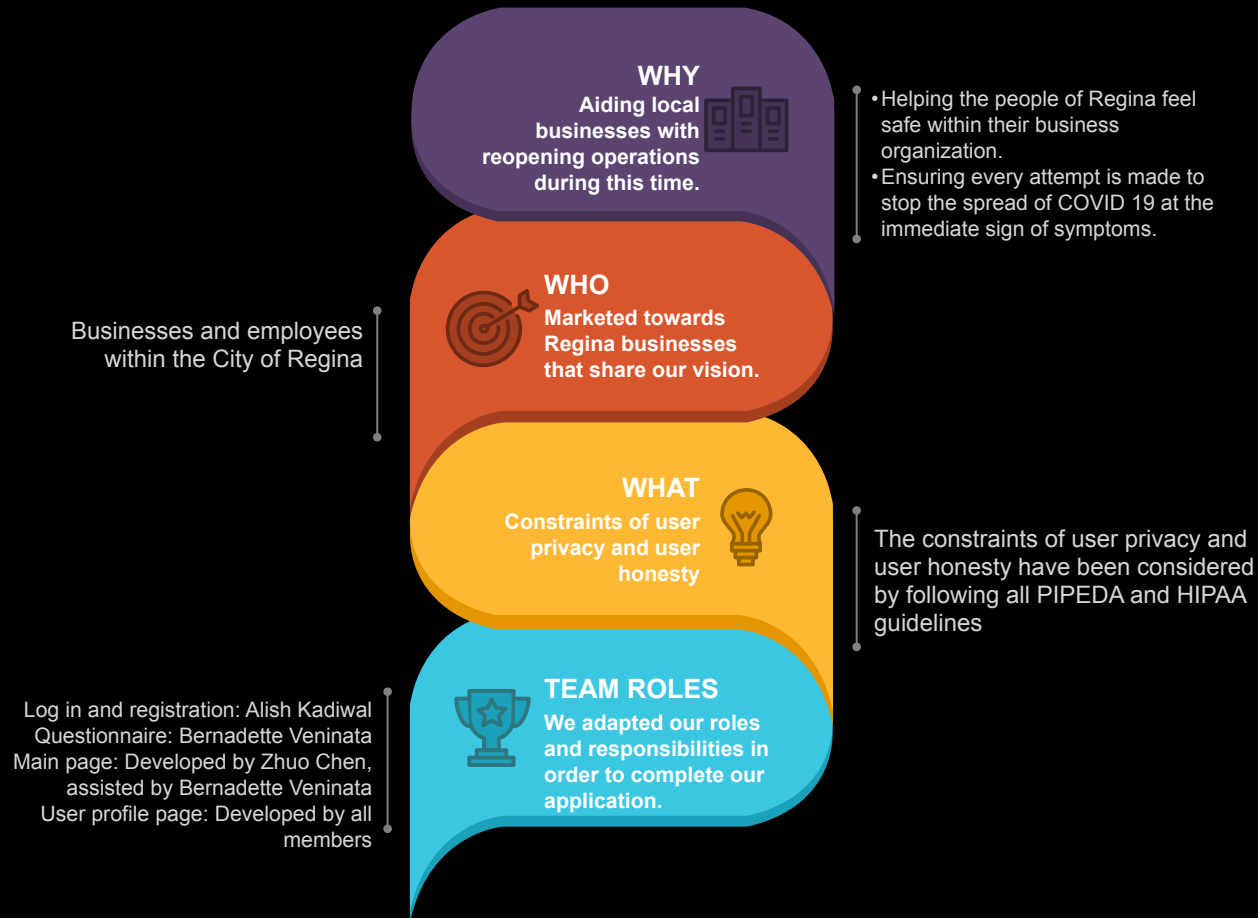 WHY
Aiding local
businesses with
reopening operations
during this time.
•Helping the people of Regina feel
safe within their business
organization.
•Ensuring every attempt is made to
stop the spread of COVID 19 at the
immediate sign of symptoms.
WHO
Marketed towards
Regina businesses
that share our vision.
Businesses and employees
within the City of Regina
WHAT
Constraints of user
privacy and user
honesty
The constraints of user privacy and
user honesty have been considered
by following all PIPEDA and HIPAA
guidelines
TEAM ROLES
We adapted our roles
and responsibilities in
order to complete our
application.
Log in and registration: Alish Kadiwal
Questionnaire: Bernadette Veninata
Main page: Developed by Zhuo Chen,
assisted by Bernadette Veninata
User profile page: Developed by all
members